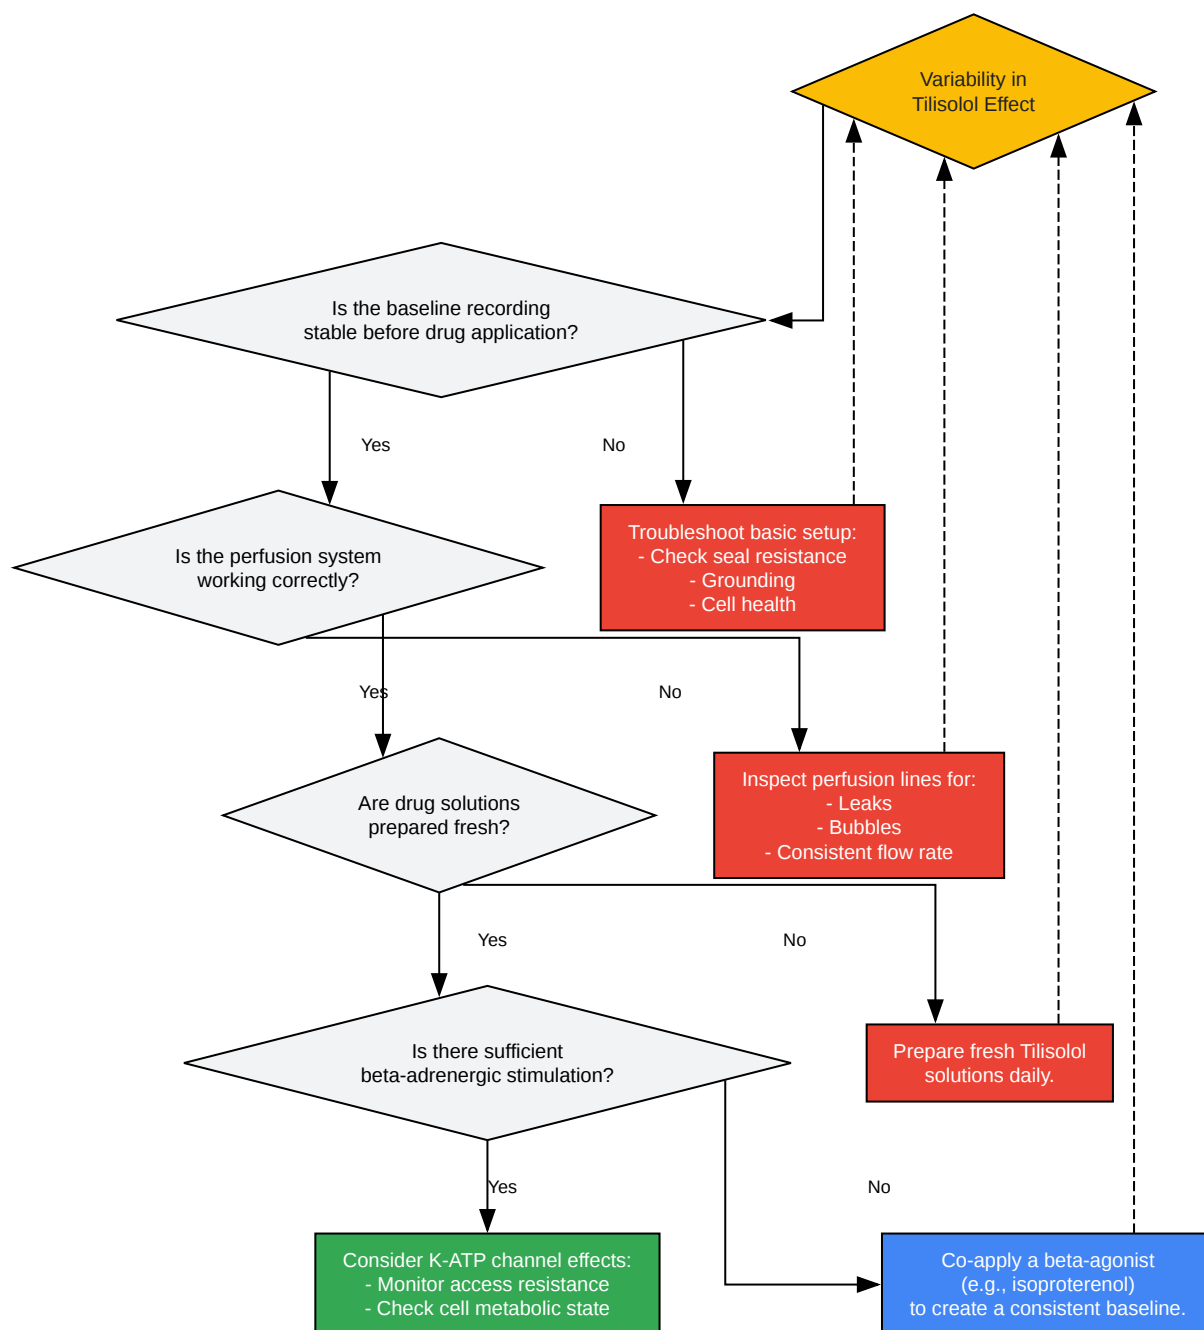 Variability in
Tilisolol Effect
Is the baseline recording
stable before drug application?
Yes
No
Is the perfusion system
working correctly?
Troubleshoot basic setup:
- Check seal resistance
- Grounding
- Cell health
Yes
No
Are drug solutions
prepared fresh?
Inspect perfusion lines for:
- Leaks
- Bubbles
- Consistent flow rate
Yes
No
Is there sufficient
beta-adrenergic stimulation?
Prepare fresh Tilisolol
solutions daily.
Yes
No
Consider K-ATP channel effects:
- Monitor access resistance
- Check cell metabolic state
Co-apply a beta-agonist
(e.g., isoproterenol)
to create a consistent baseline.